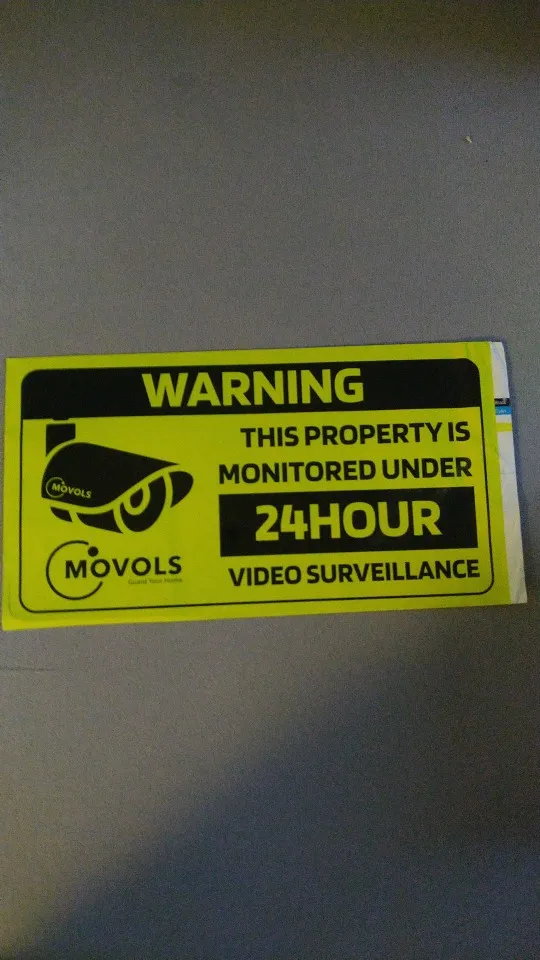 WARNING
THIS PROPERTY IS
MONITORED UNDER
24HOUR
VIDEO SURVEILLANCE
MOVOLS
MOVOLS
Guard Your Home